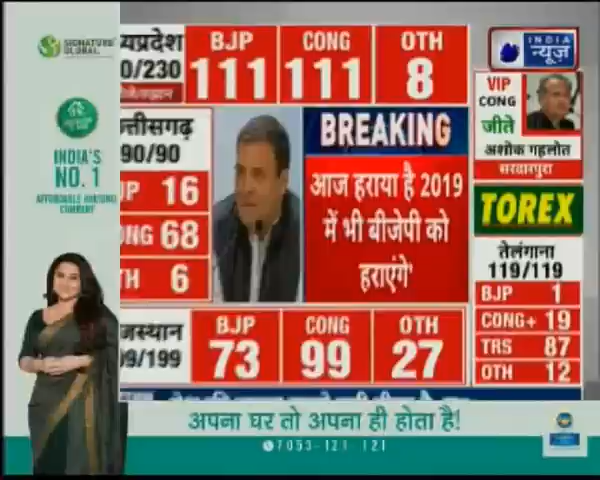 SIGNATURE
GLOBAL
INDIA'S
NO. 1
AFFORDABLE HOUSING
COMPANY
यप्रदेश
0/230
BJP
111
CONG
111
OTH
8
INDIA
न्यूज़
त्तीसगढ़
90/90
JP 16
NG 68
TH 6
BREAKING
आज हराया है 2019
में भी बीजेपी को
हराएंगे'
VIP
CONG
जीते
अशोक गहलोत
सरदारपुरा
TOREX
तेलंगाना
119/119
BJP 1
CONG+ 19
TRS 87
OTH 12
जस्थान
99/199
BJP
73
CONG
99
OTH
27
अपना घर तो अपना ही होता है!
7053-121-121